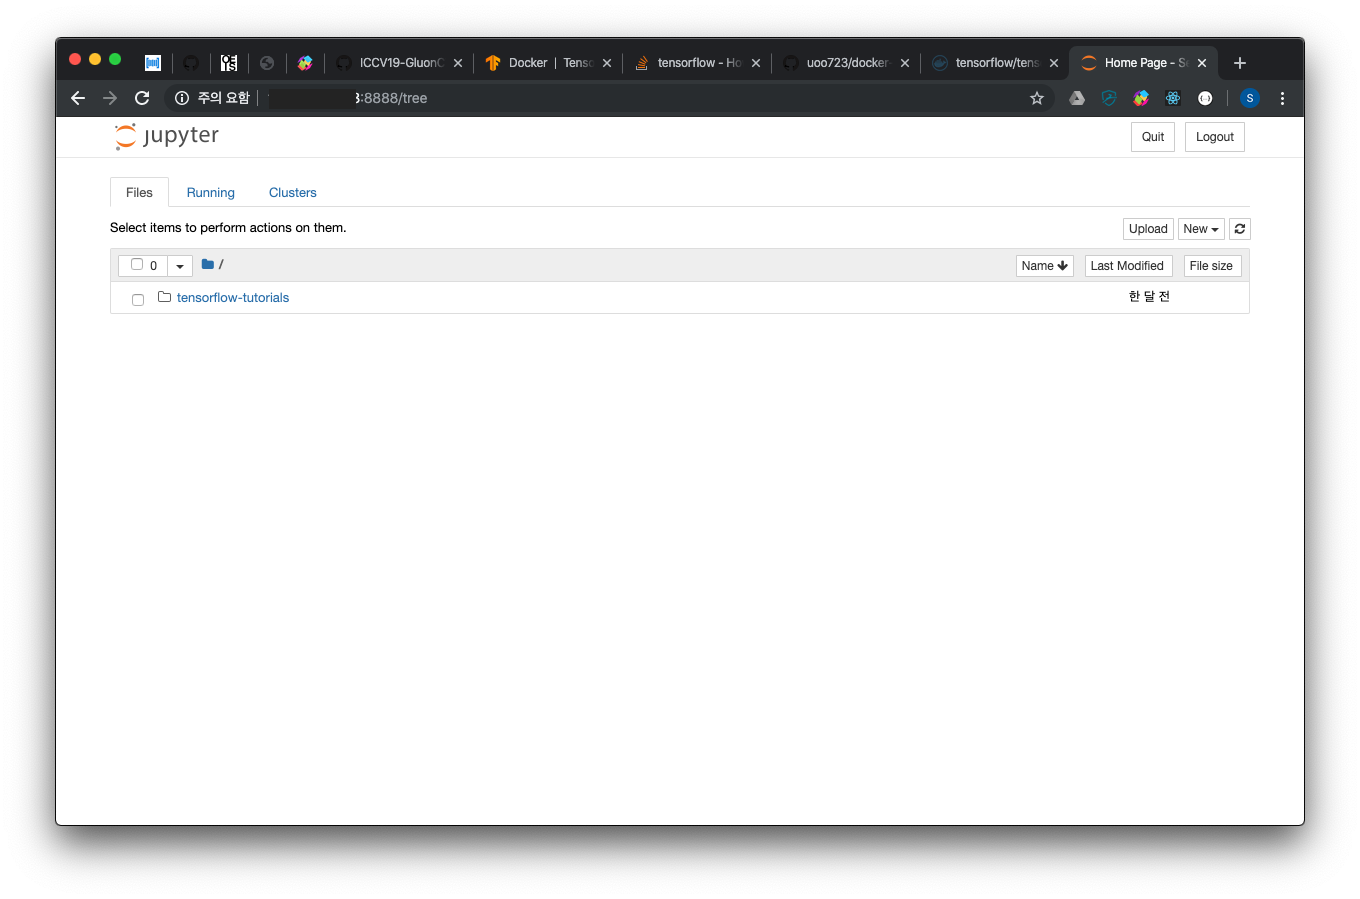 ICCV19-GluonC
Docker | Tenso
tensorflow - Ho
uoo723/docker-
tensorflow/tens
Home Page - Se
주의 요함
3:8888/tree
S
jupyter
Quit
Logout
Files
Running
Clusters
Select items to perform actions on them.
Upload
New
0
/
Name
Last Modified
File size
tensorflow-tutorials
한 달 전